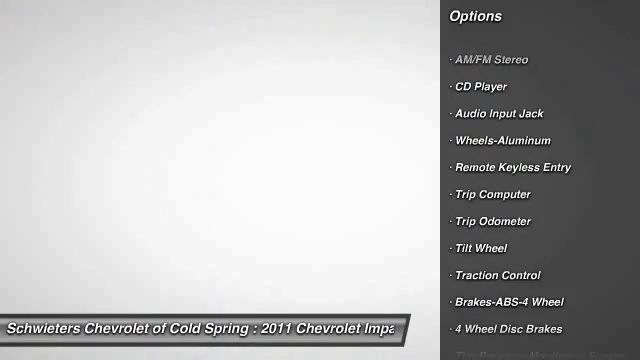 Options
· AM/FM Stereo
· CD Player
· Audio Input Jack
· Wheels-Aluminum
· Remote Keyless Entry
· Trip Computer
· Trip Odometer
· Tilt Wheel
· Traction Control
· Brakes-ABS-4 Wheel
· 4 Wheel Disc Brakes
Schwieters Chevrolet of Cold Spring : 2011 Chevrolet Impa